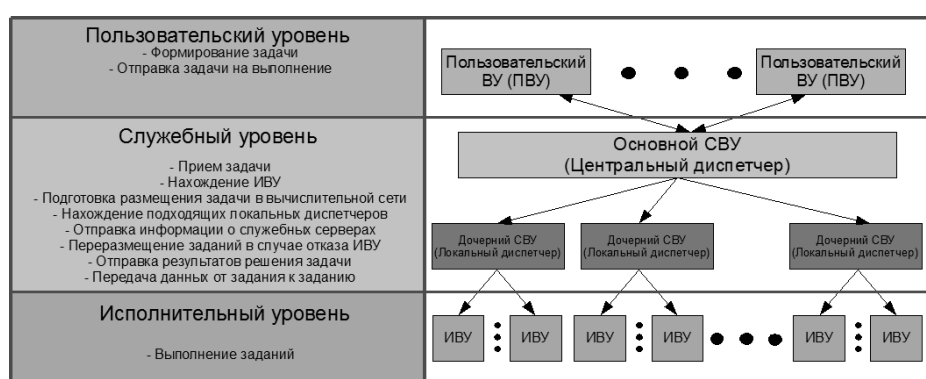 Пользовательский уровень
- Формирование задачи
- Отправка задачи на выполнение
Пользовательский
ВУ (ПВУ)
Пользовательский
ВУ (ПВУ)
Служебный уровень
- Прием задачи
- Нахождение ИВУ
- Подготовка размещения задачи в вычислительной сети
- Нахождение подходящих локальных диспетчеров
- Отправка информации о служебных серверах
- Переразмещение заданий в случае отказа ИВУ
- Отправка результатов решения задачи
- Передача данных от задания к заданию
Основной СВУ
(Центральный диспетчер)
Дочерний СВУ
(Локальный диспетчер)
Дочерний СВУ
(Локальный диспетчер)
Дочерний СВУ
(Локальный диспетчер)
Исполнительный уровень
- Выполнение заданий
ИВУ
ИВУ
ИВУ
ИВУ
ИВУ
ИВУ